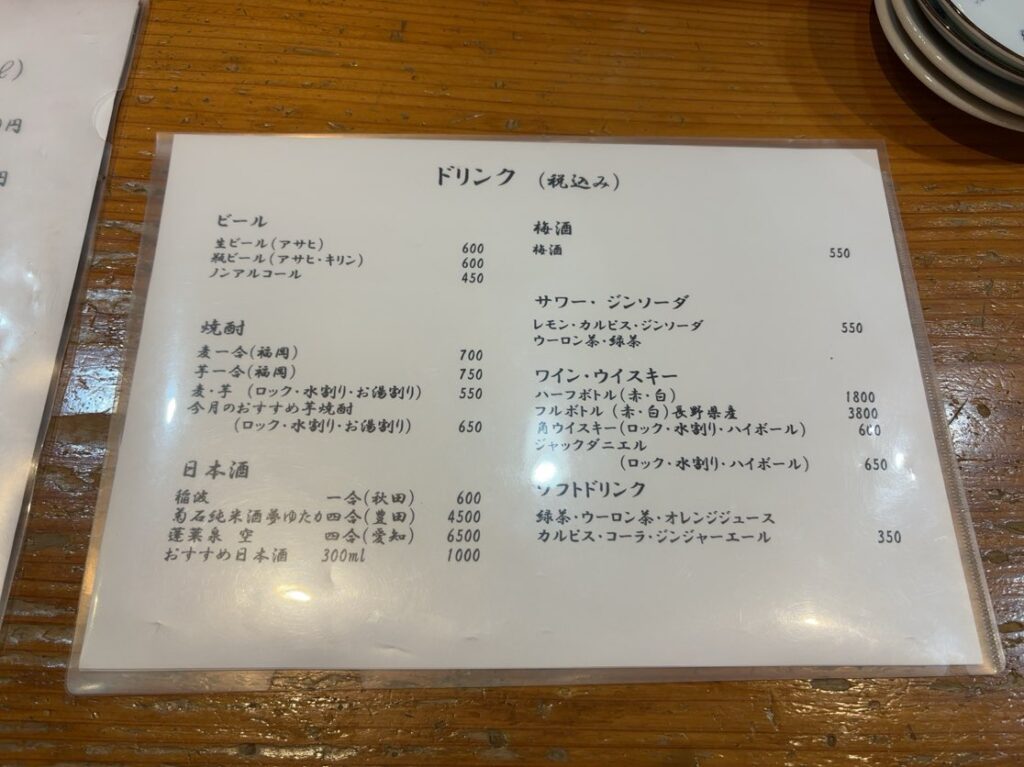 円
円
ドリンク (税込み)
ビール
生ビール(アサヒ) 600
瓶ビール(アサヒ・キリン) 600
ノンアルコール 450
焼酎
麦一合(福岡) 700
芋一合(福岡) 750
麦・芋 (ロック・水割り・お湯割り) 550
今月のおすすめ芋焼酎
(ロック・水割り・お湯割り) 650
日本酒
稲波 一合(秋田) 600
菊石純米酒夢ゆたか四合(豊田) 4500
蓬莱泉 空 四合(愛知) 6500
おすすめ日本酒 300ml 1000
梅酒
梅酒 550
サワー・ジンソーダ
レモン・カルピス・ジンソーダ 550
ウーロン茶・緑茶
ワイン・ウイスキー
ハーフボトル(赤・白) 1800
フルボトル (赤・白)長野県産 3800
角ウイスキー(ロック・水割り・ハイボール) 600
ジャックダニエル
(ロック・水割り・ハイボール) 650
ソフトドリンク
緑茶・ウーロン茶・オレンジジュース
カルピス・コーラ・ジンジャーエール 350